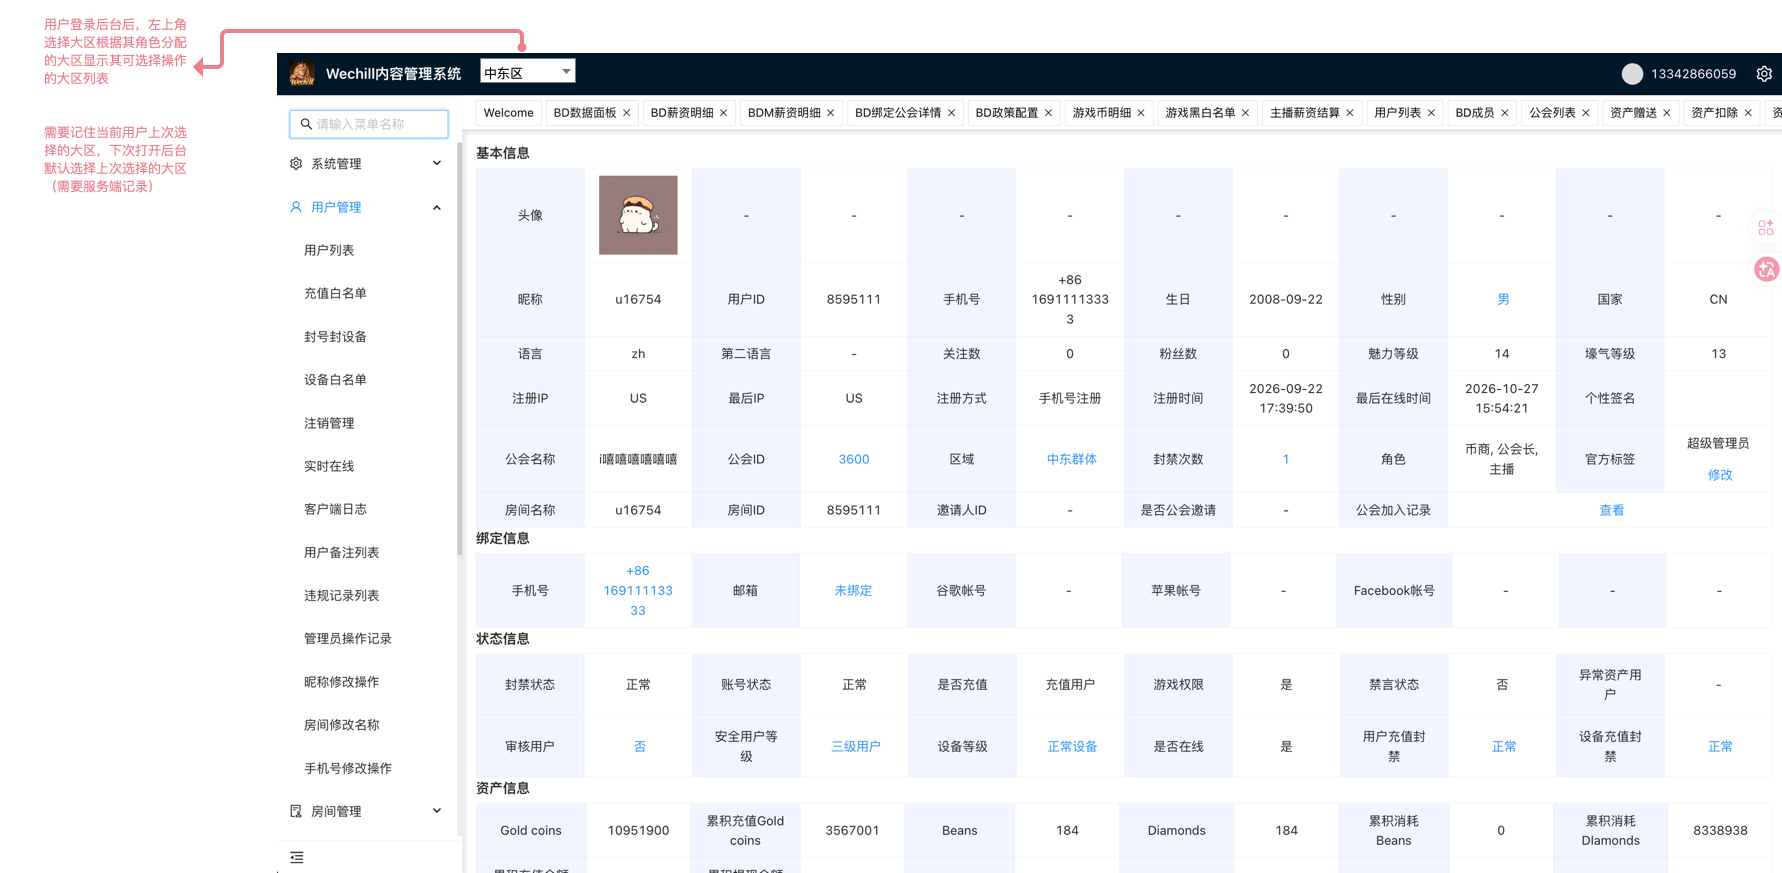 用户登录后台后，左上角
选择大区根据其角色分配
的大区显示其可选择操作
的大区列表
需要记住当前用户上次选
择的大区，下次打开后台
默认选择上次选择的大区
（需要服务端记录）
Wechill内容管理系统
中东区
13342866059
请输入菜单名称
系统管理
用户管理
用户列表
充值白名单
封号封设备
设备白名单
注销管理
实时在线
客户端日志
用户备注列表
违规记录列表
管理员操作记录
昵称修改操作
房间修改名称
手机号修改操作
房间管理
Welcome BD数据面板 × BD薪资明细 × BDM薪资明细 × BD绑定公会详情 × BD政策配置 × 游戏币明细 × 游戏黑白名单 × 主播薪资结算 × 用户列表 × BD成员 × 公会列表 × 资产赠送 × 资产扣除 ×
基本信息
头像 - - - - - - - - - -
昵称 u16754 用户ID 8595111 手机号 +86 1691111333 3 生日 2008-09-22 性别 男 国家 CN
语言 zh 第二语言 - 关注数 0 粉丝数 0 魅力等级 14 壕气等级 13
注册IP US 最后IP US 注册方式 手机号注册 注册时间 2026-09-22 17:39:50 最后在线时间 2026-10-27 15:54:21 个性签名
公会名称 i嘻嘻嘻嘻嘻嘻 公会ID 3600 区域 中东群体 封禁次数 1 角色 币商, 公会长, 主播 官方标签 超级管理员 修改
房间名称 u16754 房间ID 8595111 邀请人ID - 是否公会邀请 - 公会加入记录 查看
绑定信息
手机号 +86 169111133 33 邮箱 未绑定 谷歌帐号 - 苹果帐号 - Facebook帐号 - - -
状态信息
封禁状态 正常 账号状态 正常 是否充值 充值用户 游戏权限 是 禁言状态 否 异常资产用户 -
审核用户 否 安全用户等级 三级用户 设备等级 正常设备 是否在线 是 用户充值封禁 正常 设备充值封禁 正常
资产信息
Gold coins 10951900 累积充值Gold coins 3567001 Beans 184 Diamonds 184 累积消耗 Beans 0 累积消耗 DIamonds 8338938